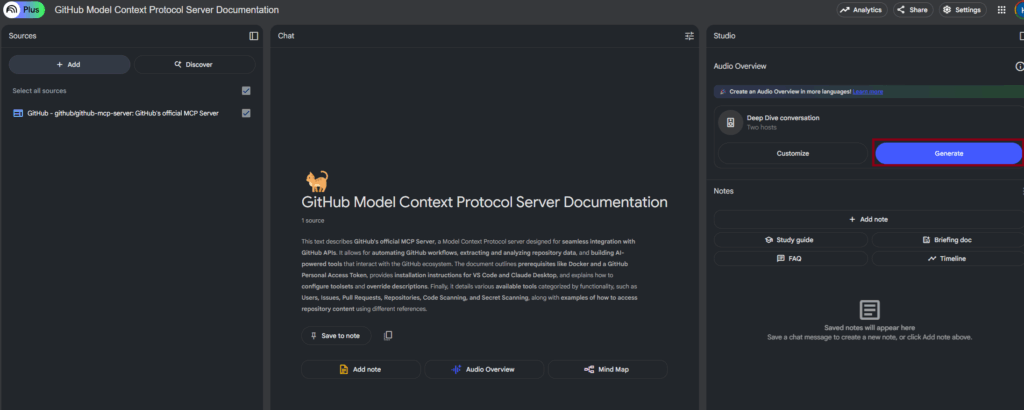 Plus
GitHub Model Context Protocol Server Documentation
Analytics
Share
Settings
Sources
+ Add
Discover
Select all sources
GitHub - github/github-mcp-server: GitHub's official MCP Server
Chat
GitHub Model Context Protocol Server Documentation
1 source
This text describes GitHub's official MCP Server, a Model Context Protocol server designed for seamless integration with
GitHub APIs. It allows for automating GitHub workflows, extracting and analyzing repository data, and building AI-
powered tools that interact with the GitHub ecosystem. The document outlines prerequisites like Docker and a GitHub
Personal Access Token, provides installation instructions for VS Code and Claude Desktop, and explains how to
configure toolsets and override descriptions. Finally, it details various available tools categorized by functionality, such as
Users, Issues, Pull Requests, Repositories, Code Scanning, and Secret Scanning, along with examples of how to access
repository content using different references.
Save to note
Add note
Audio Overview
Mind Map
Studio
Audio Overview
Create an Audio Overview in more languages! Learn more
Deep Dive conversation
Two hosts
Customize
Generate
Notes
+ Add note
Study guide
Briefing doc
FAQ
Timeline
Saved notes will appear here
Save a chat message to create a new note, or click Add note above.